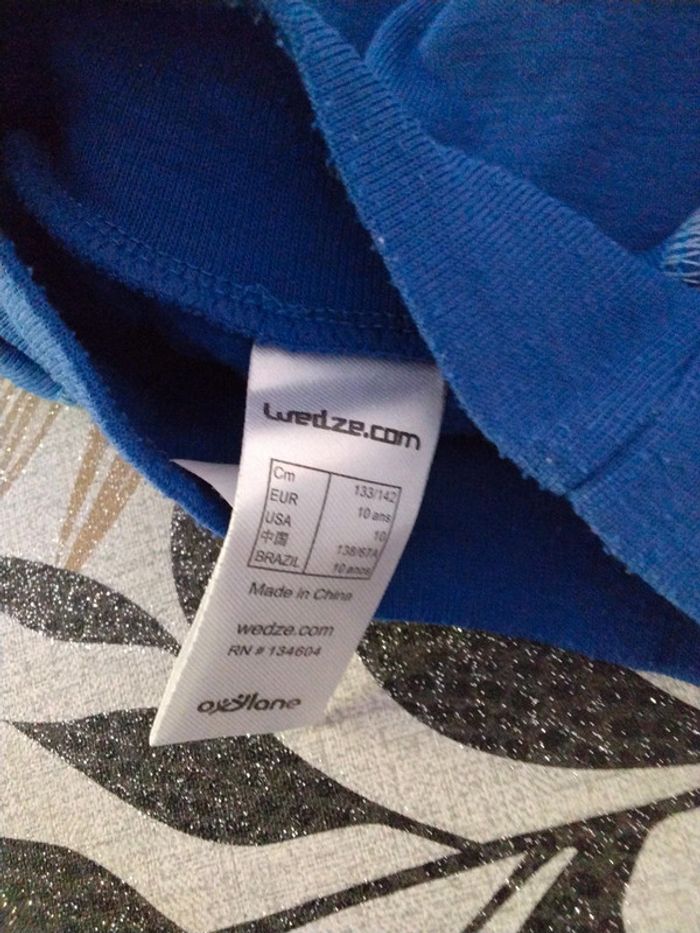 wedze.com
Cm 133/142
EUR 10 ans
USA 10
中国 138/67A
BRAZIL 10 anos
Made in China
wedze.com
RN # 134604
oxylane